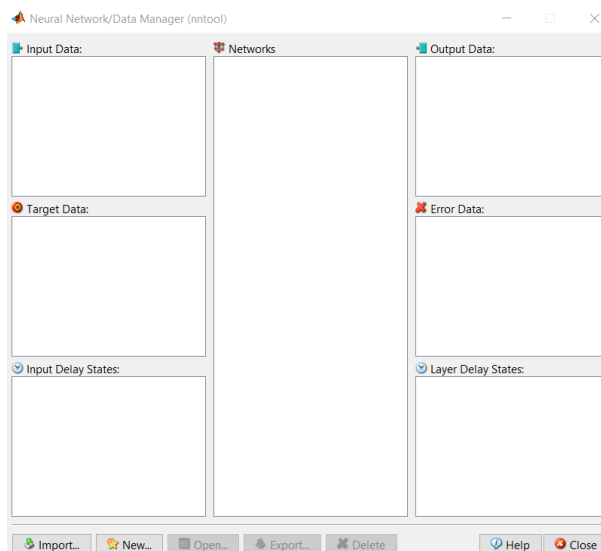 Neural Network/Data Manager (nntool)
Input Data:
Networks
Output Data:
Target Data:
Error Data:
Input Delay States:
Layer Delay States:
Import... New... Open... Export... Delete Help Close